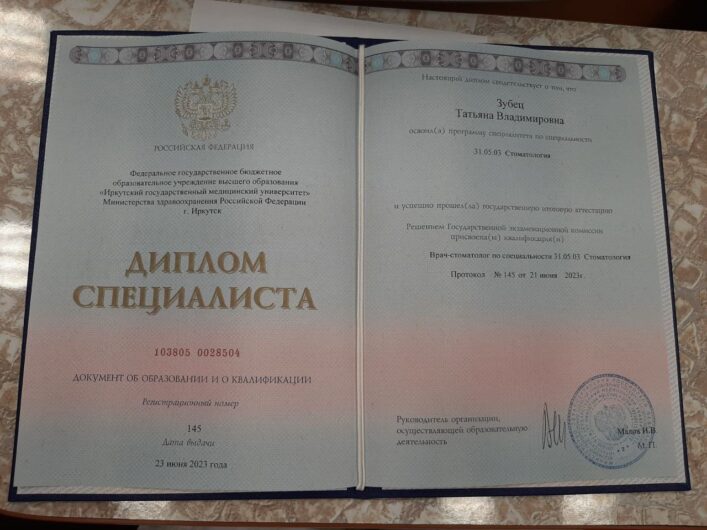 РОССИЙСКАЯ ФЕДЕРАЦИЯ
Федеральное государственное бюджетное
образовательное учреждение высшего образования
«Иркутский государственный медицинский университет»
Министерства здравоохранения Российской Федерации
г. Иркутск
ДИПЛОМ
СПЕЦИАЛИСТА
103805 0028504
ДОКУМЕНТ ОБ ОБРАЗОВАНИИ И О КВАЛИФИКАЦИИ
Регистрационный номер
145
Дата выдачи
23 июня 2023 года
Настоящий диплом свидетельствует о том, что
Зубец
Татьяна Владимировна
освоил(а) программу специалитета по специальности
31.05.03 Стоматология
и успешно прошел(ла) государственную итоговую аттестацию
Решением Государственной экзаменационной комиссии
присвоена(ы) квалификация(и)
Врач-стоматолог по специальности 31.05.03 Стоматология
Протокол № 145 от 21 июня 2023г.
Руководитель организации,
осуществляющей образовательную
деятельность
Малов И.В.
М.П.